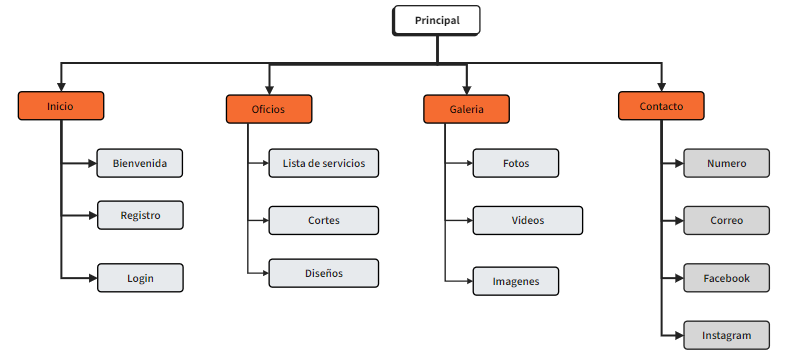 Principal
Inicio
Oficios
Galeria
Contacto
Bienvenida
Lista de servicios
Fotos
Numero
Registro
Cortes
Videos
Correo
Login
Diseños
Imagenes
Facebook
Instagram